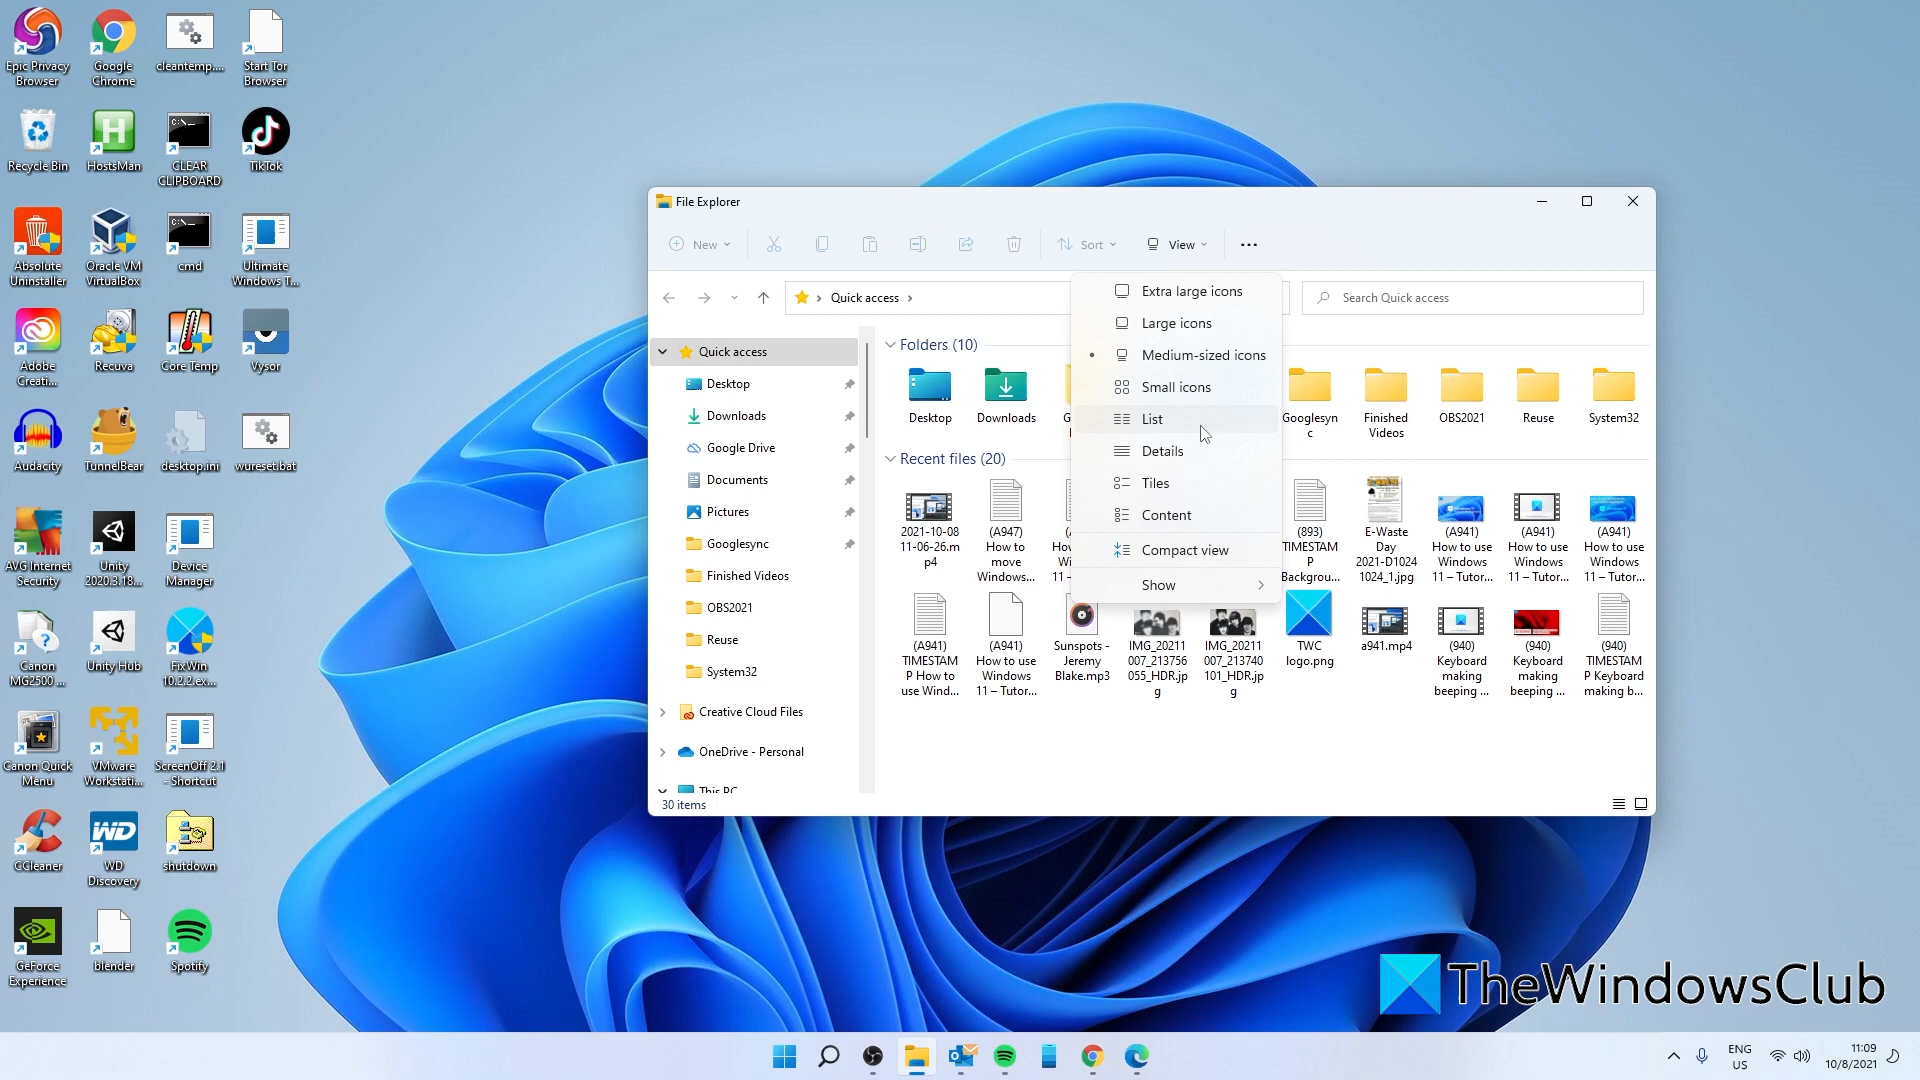 Epic Privacy
Browser
Google
Chrome
cleantemp....
Start Tor
Browser
Recycle Bin
HostsMan
CLEAR
CLIPBOARD
TikTok
Absolute
Uninstaller
Oracle VM
VirtualBox
cmd
Ultimate
Windows T...
Adobe
Creati...
Recuva
Core Temp
Vysor
Audacity
TunnelBear
desktop.ini
wureset.bat
AVG Internet
Security
Unity
2020.3.18...
Device
Manager
Canon
MG2500 ...
Unity Hub
FixWin
10.2.2.ex...
Canon Quick
Menu
VMware
Workstati...
ScreenOff 2.1
- Shortcut
CCleaner
WD
WD
Discovery
shutdown
GeForce
Experience
blender
Spotify
File Explorer
New
Sort
View
Quick access
Search Quick access
Quick access
Desktop
Downloads
Google Drive
Documents
Pictures
Googlesync
Finished Videos
OBS2021
Reuse
System32
Creative Cloud Files
OneDrive - Personal
This PC
30 items
Extra large icons
Large icons
Medium-sized icons
Small icons
List
Details
Tiles
Content
Compact view
Show
Folders (10)
Desktop
Downloads
Googlesyn
c
Finished
Videos
OBS2021
Reuse
System32
Recent files (20)
2021-10-08
11-06-26.m
p4
(A947)
How to
move
Windows...
(893)
TIMESTAM
P
Backgrou...
E-Waste
Day
2021-D1024
1024_1.jpg
(A941)
How to use
Windows
11 – Tutor...
(A941)
How to use
Windows
11 – Tutor...
(A941)
How to use
Windows
11 – Tutor...
(A941)
TIMESTAM
P How to
use Wind...
(A941)
How to use
Windows
11 – Tutor...
Sunspots -
Jeremy
Blake.mp3
IMG_20211
007_213756
055_HDR.jp
g
IMG_20211
007_213740
101_HDR.jp
g
TWC
logo.png
a941.mp4
(940)
Keyboard
making
beeping ...
(940)
Keyboard
making
beeping ...
(940)
TIMESTAM
P Keyboard
making b...
TheWindowsClub
ENG
US
11:09
10/8/2021